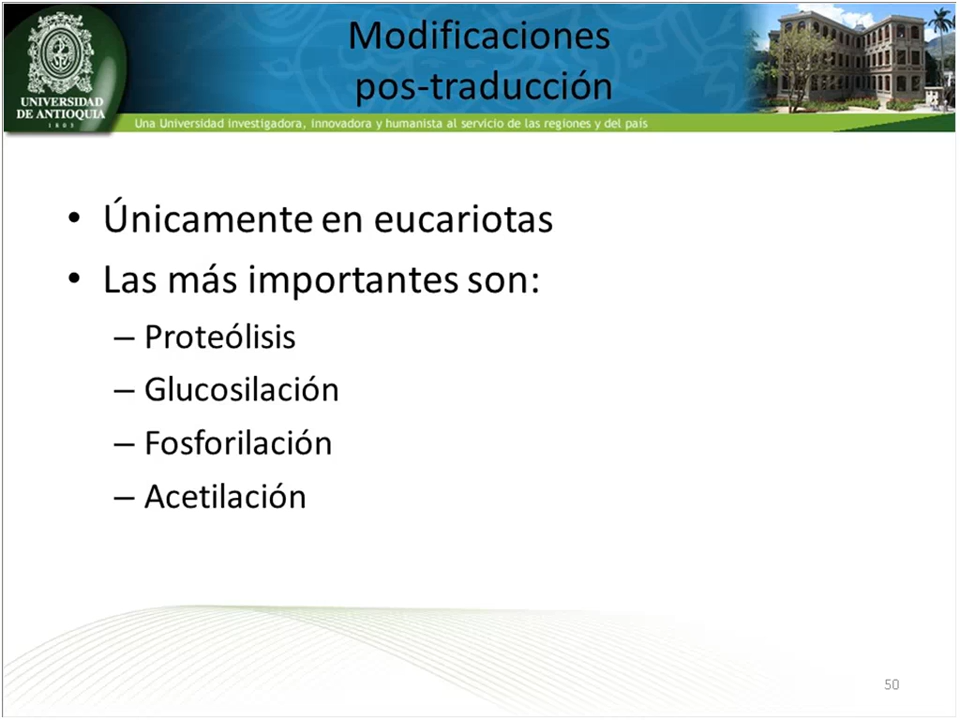 Modificaciones
pos-traducción
UNIVERSIDAD
DE ANTIOQUIA
1803
Una Universidad investigadora, innovadora y humanista al servicio de las regiones y del país
• Únicamente en eucariotas
• Las más importantes son:
– Proteólisis
– Glucosilación
– Fosforilación
– Acetilación
50